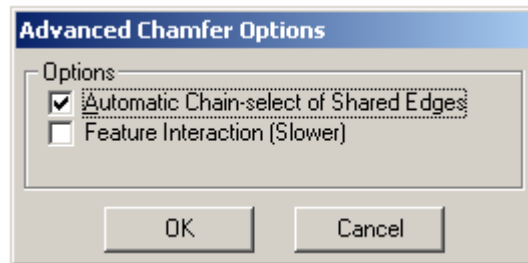 Advanced Chamfer Options
Options
Automatic Chain-select of Shared Edges
Feature Interaction (Slower)
OK Cancel